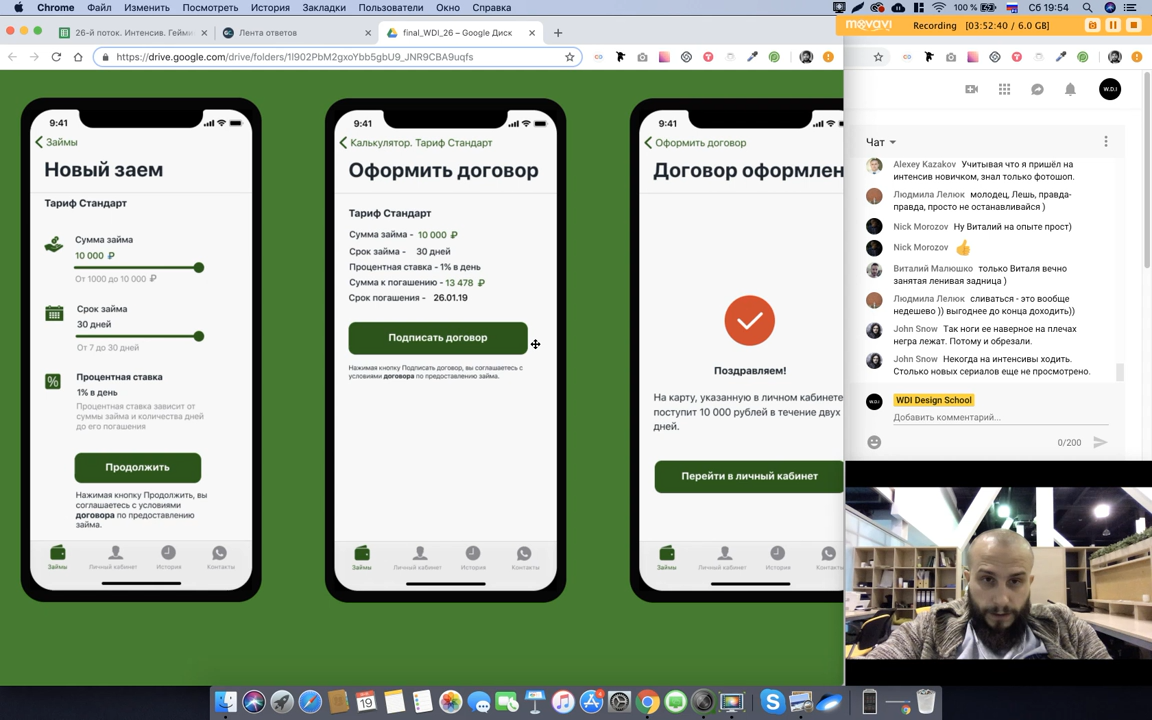 Chrome Файл Изменить Посмотреть История Закладки Пользователи Окно Справка
100 % Сб 19:54
movavi Recording [03:52:40 / 6.0 GB]
26-й поток. Интенсив. Гейми
Лента ответов
final_WDI_26 – Google Диск
https://drive.google.com/drive/folders/1I902PbM2gxoYbb5gbU9_JNR9CBA9uqfs
9:41
Займы
Новый заем
Тариф Стандарт
Сумма займа
10 000 ₽
От 1000 до 10 000 ₽
Срок займа
30 дней
От 7 до 30 дней
%
Процентная ставка
1% в день
Процентная ставка зависит от
суммы займа и количества дней
до его погашения
Продолжить
Нажимая кнопку Продолжить, вы
соглашаетесь с условиями
договора по предоставлению
займа.
Займы Личный кабинет История Контакты
9:41
Калькулятор. Тариф Стандарт
Оформить договор
Тариф Стандарт
Сумма займа - 10 000 ₽
Срок займа - 30 дней
Процентная ставка - 1% в день
Сумма к погашению - 13 478 ₽
Срок погашения - 26.01.19
Подписать договор
Нажимая кнопку Подписать договор, вы соглашаетесь с
условиями договора по предоставлению займа.
Займы Личный кабинет История Контакты
9:41
Оформить договор
Договор оформлен
Поздравляем!
На карту, указанную в личном кабинете
поступит 10 000 рублей в течение двух
дней.
Перейти в личный кабинет
Займы Личный кабинет История Контакты
W.D.I
Чат
Alexey Kazakov Учитывая что я пришёл на
интенсив новичком, знал только фотошоп.
Людмила Лелюк молодец, Лешь, правда-
правда, просто не останавливайся )
Nick Morozov Ну Виталий на опыте прост)
Nick Morozov 👍
Виталий Малюшко только Виталя вечно
занятая ленивая задница )
Людмила Лелюк сливаться - это вообще
недешево )) выгоднее до конца доходить))
John Snow Так ноги ее наверное на плечах
негра лежат. Потому и обрезали.
John Snow Некогда на интенсивы ходить.
Столько новых сериалов еще не просмотрено.
W.D.I WDI Design School
Добавить комментарий...
0/200
19